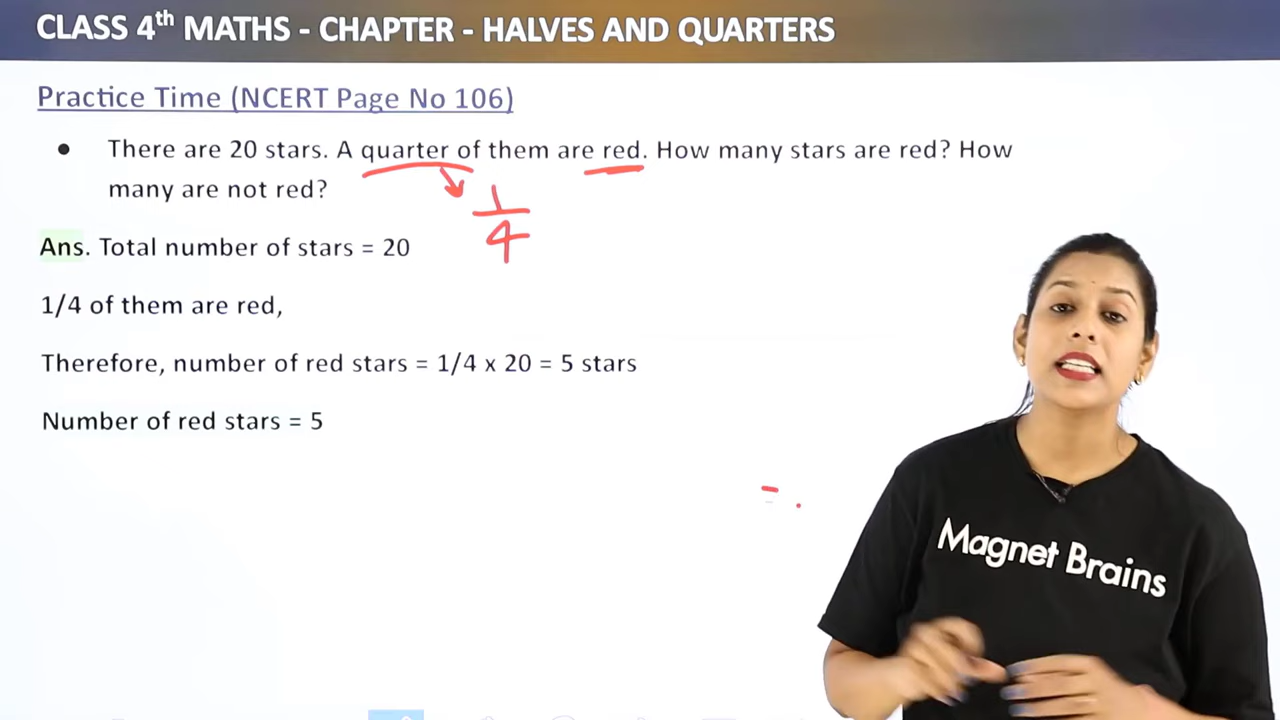 CLASS 4th MATHS - CHAPTER - HALVES AND QUARTERS
Practice Time (NCERT Page No 106)
• There are 20 stars. A quarter of them are red. How many stars are red? How
many are not red?
1/4
Ans. Total number of stars = 20
1/4 of them are red,
Therefore, number of red stars = 1/4 x 20 = 5 stars
Number of red stars = 5
Magnet Brains